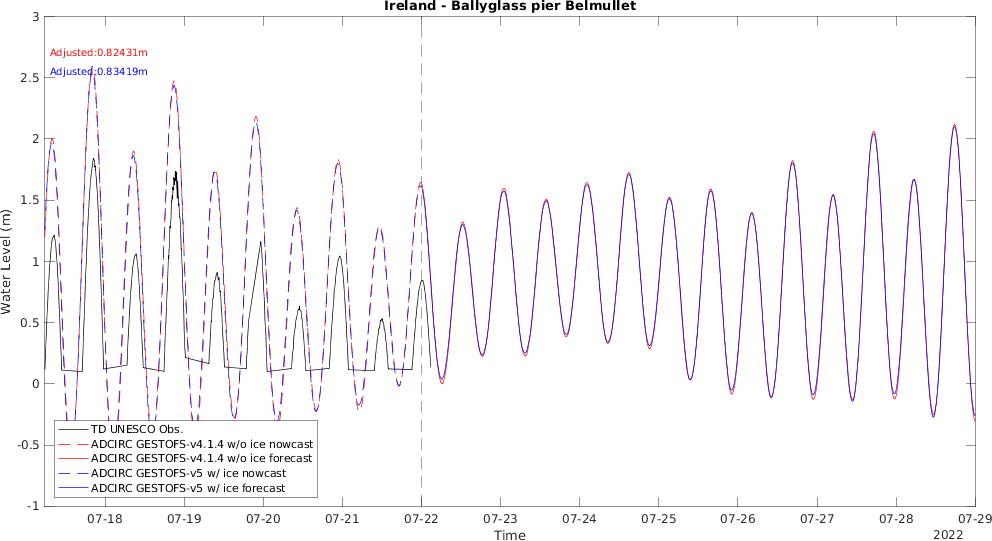 Ireland - Ballyglass pier Belmullet
3
2.5
2
1.5
1
0.5
0
-0.5
-1
Water Level (m)
Adjusted:0.82431m
Adjusted:0.83419m
TD UNESCO Obs.
ADCIRC GESTOFS-v4.1.4 w/o ice nowcast
ADCIRC GESTOFS-v4.1.4 w/o ice forecast
ADCIRC GESTOFS-v5 w/ ice nowcast
ADCIRC GESTOFS-v5 w/ ice forecast
07-18 07-19 07-20 07-21 07-22 07-23 07-24 07-25 07-26 07-27 07-28 07-29
Time
2022